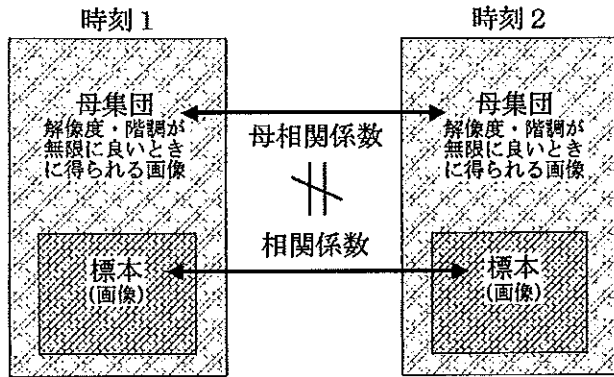 時刻1
時刻2
母集団
解像度・階調が
無限に良いとき
に得られる画像
母集団
解像度・階調が
無限に良いとき
に得られる画像
母相関係数
相関係数
標本
(画像)
標本
(画像)